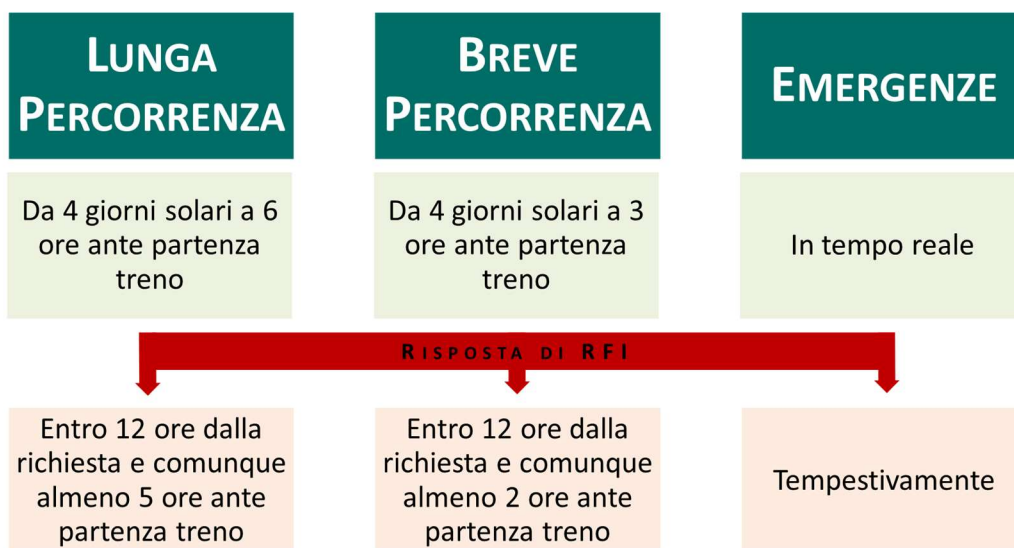 LUNGA
PERCORRENZA
BREVE
PERCORRENZA
EMERGENZE
Da 4 giorni solari a 6
ore ante partenza
treno
Da 4 giorni solari a 3
ore ante partenza
treno
In tempo reale
RISPOSTA DI RFI
Entro 12 ore dalla
richiesta e comunque
almeno 5 ore ante
partenza treno
Entro 12 ore dalla
richiesta e comunque
almeno 2 ore ante
partenza treno
Tempestivamente